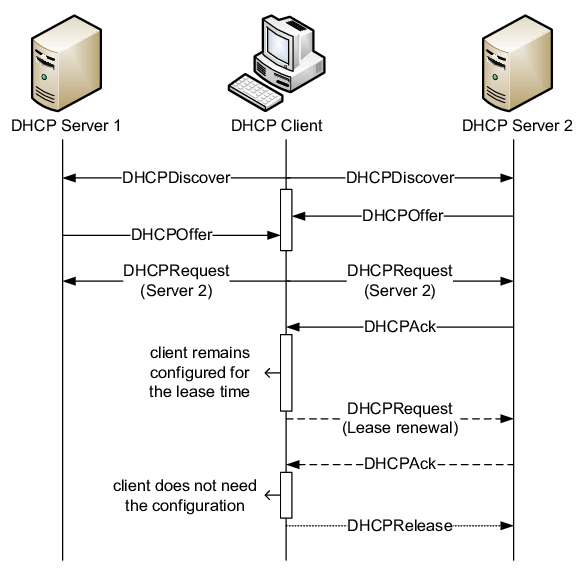 DHCP Server 1
DHCP Client
DHCP Server 2
DHCPDiscover
DHCPDiscover
DHCPOffer
DHCPOffer
DHCPRequest
(Server 2)
DHCPRequest
(Server 2)
DHCPAck
client remains
configured for
the lease time
DHCPRequest
(Lease renewal)
DHCPAck
client does not need
the configuration
DHCPRelease